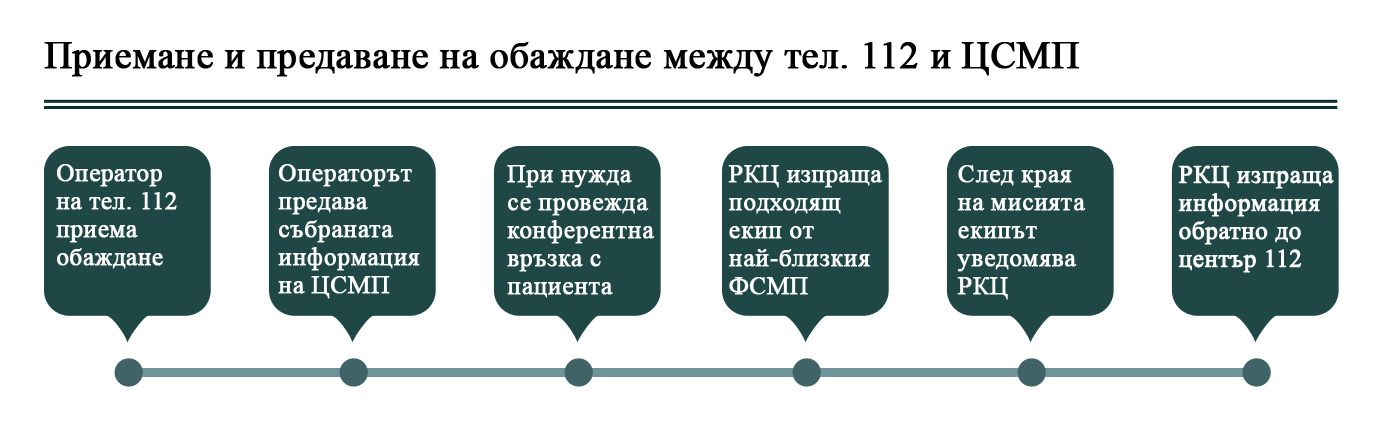 Приемане и предаване на обаждане между тел. 112 и ЦСМП
Оператор
на тел. 112
приема
обаждане
Операторът
предава
събраната
информация
на ЦСМП
При нужда
се провежда
конферентна
връзка с
пациента
РКЦ изпраща
подходящ
екип от
най-близкия
ФСМП
След края
на мисията
екипът
уведомява
РКЦ
РКЦ изпраща
информация
обратно до
център 112